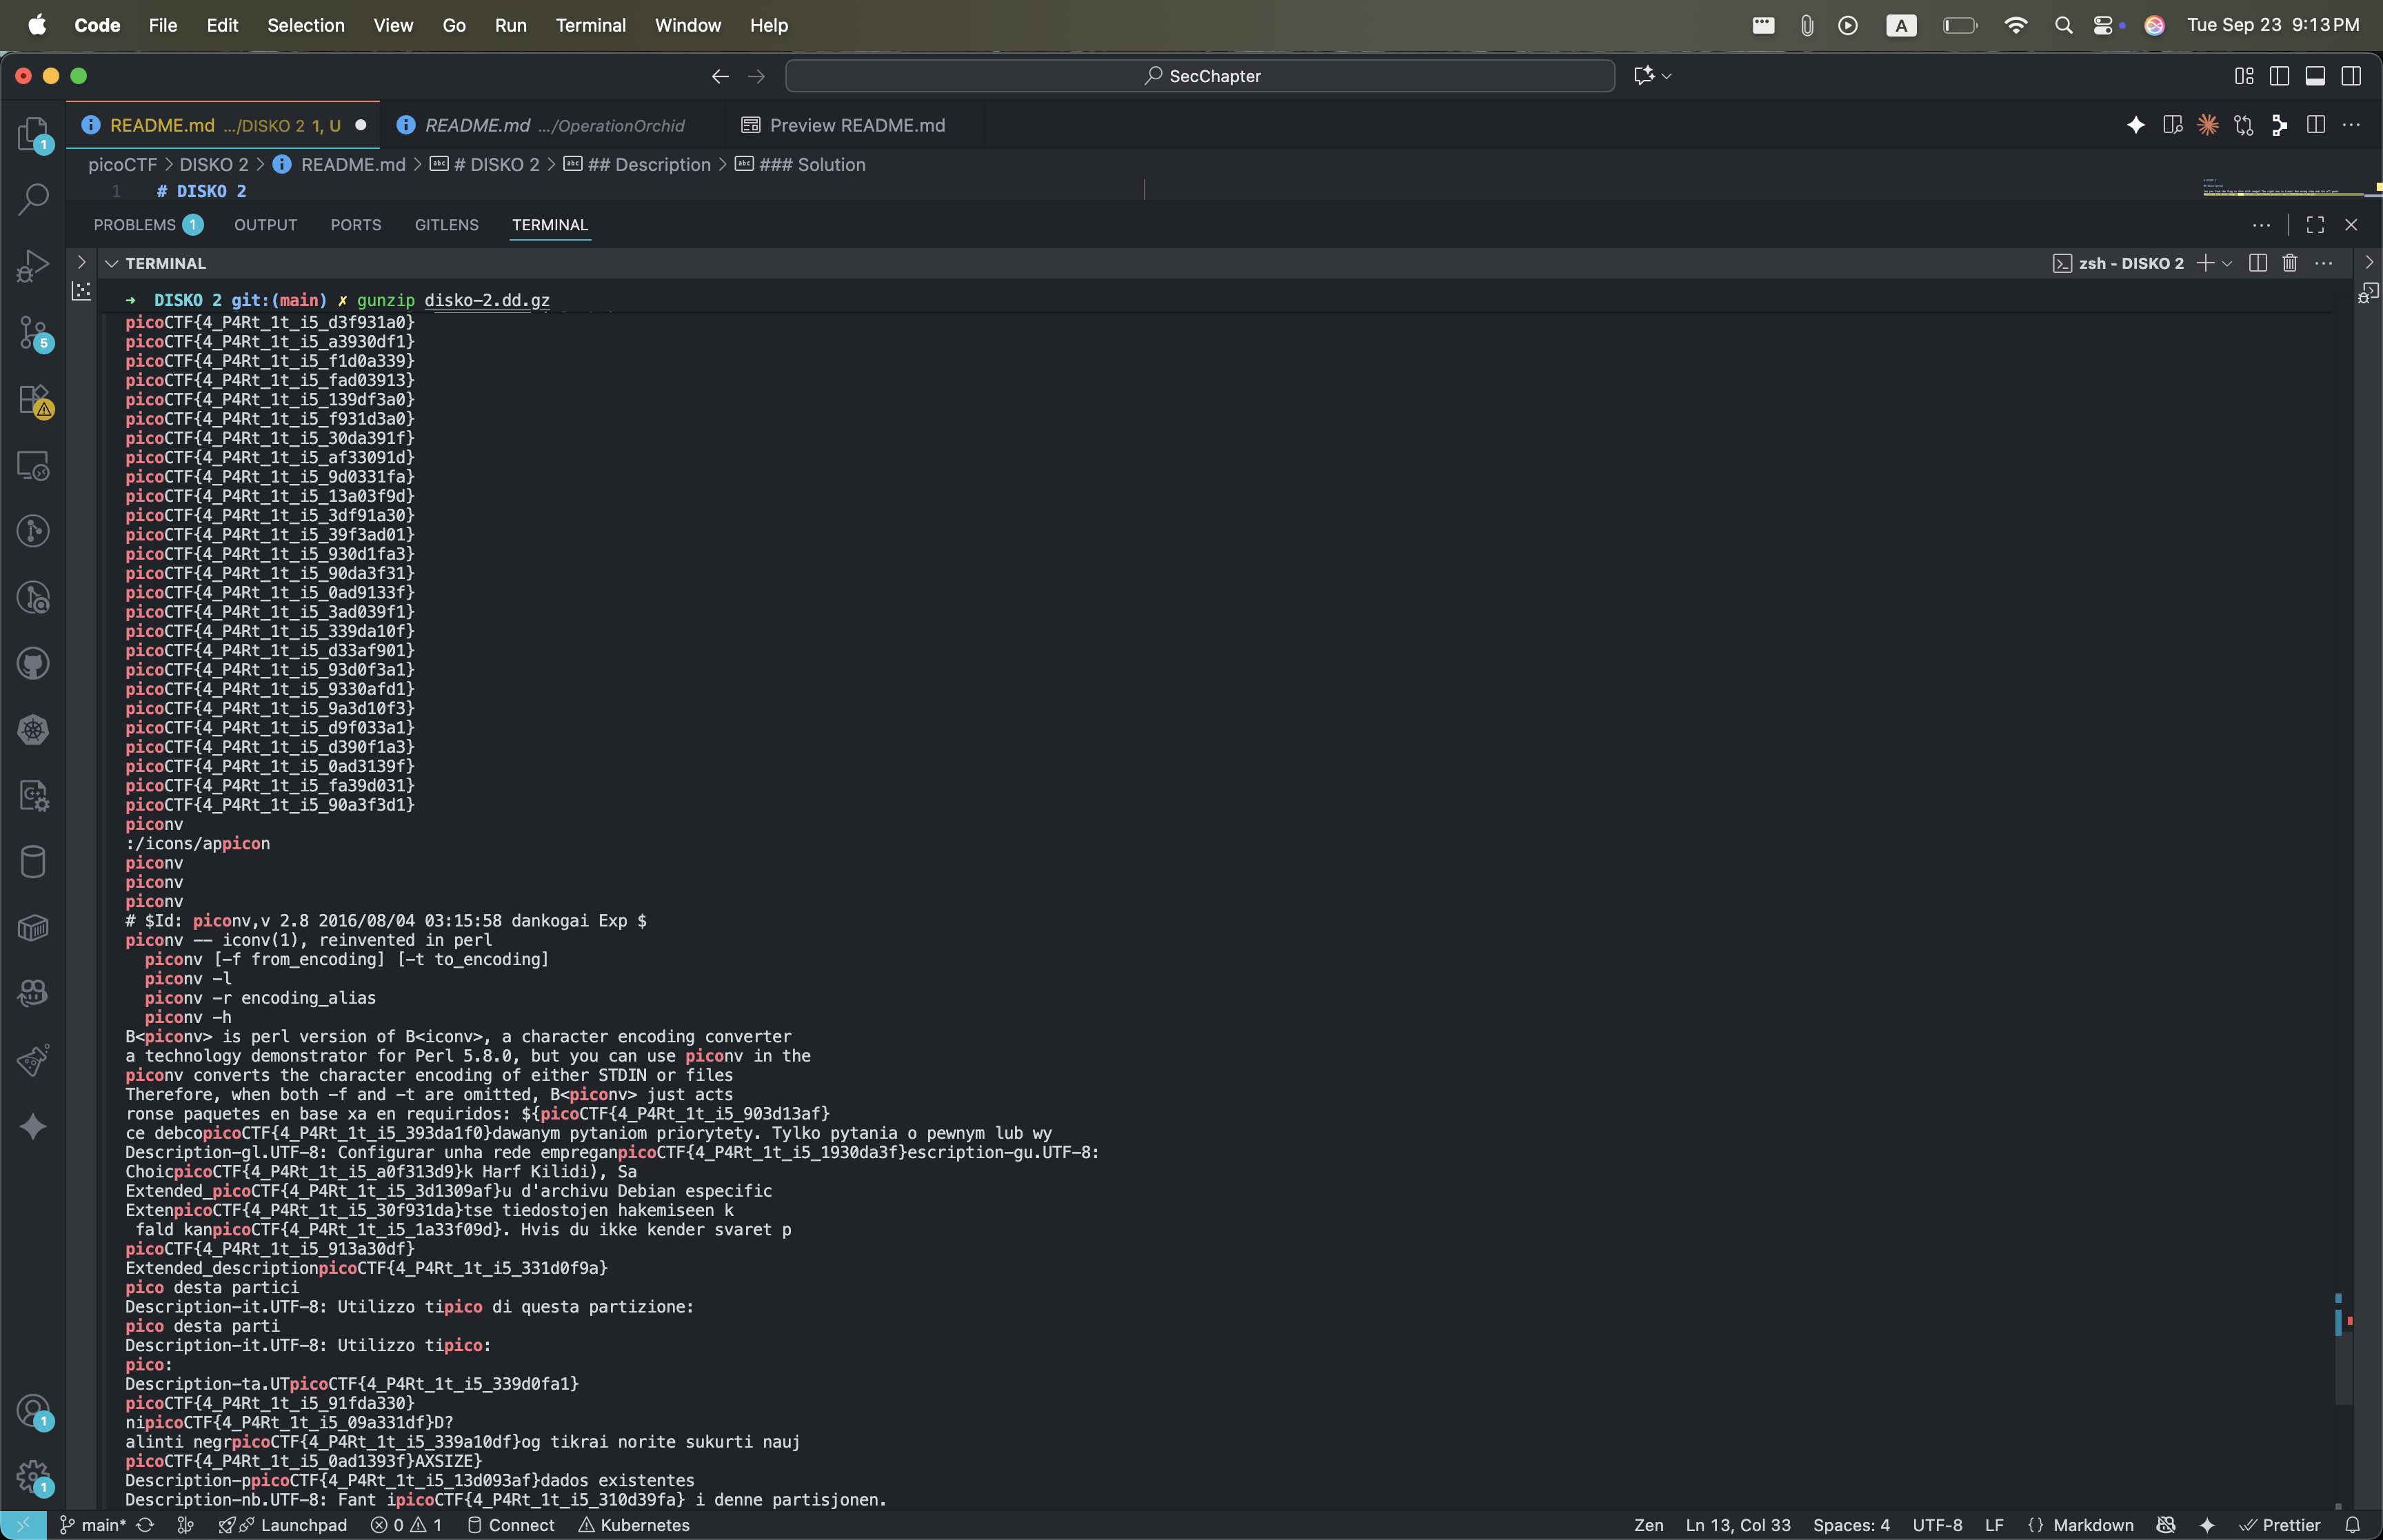 Code File Edit Selection View Go Run Terminal Window Help A Tue Sep 23 9:13 PM
SecChapter
README.md .../DISKO 2 1, U README.md .../OperationOrchid Preview README.md
picoCTF > DISKO 2 > README.md > # DISKO 2 > ## Description > ### Solution
1 # DISKO 2
PROBLEMS 1 OUTPUT PORTS GITLENS TERMINAL
TERMINAL zsh - DISKO 2
→ DISKO 2 git:(main) ✗ gunzip disko-2.dd.gz
picoCTF{4_P4Rt_1t_i5_d3f931a0}
picoCTF{4_P4Rt_1t_i5_a3930df1}
picoCTF{4_P4Rt_1t_i5_f1d0a339}
picoCTF{4_P4Rt_1t_i5_fad03913}
picoCTF{4_P4Rt_1t_i5_139df3a0}
picoCTF{4_P4Rt_1t_i5_f931d3a0}
picoCTF{4_P4Rt_1t_i5_30da391f}
picoCTF{4_P4Rt_1t_i5_af33091d}
picoCTF{4_P4Rt_1t_i5_9d0331fa}
picoCTF{4_P4Rt_1t_i5_13a03f9d}
picoCTF{4_P4Rt_1t_i5_3df91a30}
picoCTF{4_P4Rt_1t_i5_39f3ad01}
picoCTF{4_P4Rt_1t_i5_930d1fa3}
picoCTF{4_P4Rt_1t_i5_90da3f31}
picoCTF{4_P4Rt_1t_i5_0ad9133f}
picoCTF{4_P4Rt_1t_i5_3ad039f1}
picoCTF{4_P4Rt_1t_i5_339da10f}
picoCTF{4_P4Rt_1t_i5_d33af901}
picoCTF{4_P4Rt_1t_i5_93d0f3a1}
picoCTF{4_P4Rt_1t_i5_9330afd1}
picoCTF{4_P4Rt_1t_i5_9a3d10f3}
picoCTF{4_P4Rt_1t_i5_d9f033a1}
picoCTF{4_P4Rt_1t_i5_d390f1a3}
picoCTF{4_P4Rt_1t_i5_0ad3139f}
picoCTF{4_P4Rt_1t_i5_fa39d031}
picoCTF{4_P4Rt_1t_i5_90a3f3d1}
piconv
:/icons/appicon
piconv
piconv
piconv
# $Id: piconv,v 2.8 2016/08/04 03:15:58 dankogai Exp $
piconv -- iconv(1), reinvented in perl
piconv [-f from_encoding] [-t to_encoding]
piconv -l
piconv -r encoding_alias
piconv -h
B<piconv> is perl version of B<iconv>, a character encoding converter
a technology demonstrator for Perl 5.8.0, but you can use piconv in the
piconv converts the character encoding of either STDIN or files
Therefore, when both -f and -t are omitted, B<piconv> just acts
ronse paquetes en base xa en requiridos: ${picoCTF{4_P4Rt_1t_i5_903d13af}
ce debcopicoCTF{4_P4Rt_1t_i5_393da1f0}dawanym pytaniom priorytety. Tylko pytania o pewnym lub wy
Description-gl.UTF-8: Configurar unha rede empreganpicoCTF{4_P4Rt_1t_i5_1930da3f}escription-gu.UTF-8:
ChoicpicoCTF{4_P4Rt_1t_i5_a0f313d9}k Harf Kilidi), Sa
Extended_picoCTF{4_P4Rt_1t_i5_3d1309af}u d'archivu Debian especific
ExtenpicoCTF{4_P4Rt_1t_i5_30f931da}tse tiedostojen hakemiseen k
fald kanpicoCTF{4_P4Rt_1t_i5_1a33f09d}. Hvis du ikke kender svaret p
picoCTF{4_P4Rt_1t_i5_913a30df}
Extended_descriptionpicoCTF{4_P4Rt_1t_i5_331d0f9a}
pico desta partici
Description-it.UTF-8: Utilizzo tipico di questa partizione:
pico desta parti
Description-it.UTF-8: Utilizzo tipico:
pico:
Description-ta.UTpicoCTF{4_P4Rt_1t_i5_339d0fa1}
picoCTF{4_P4Rt_1t_i5_91fda330}
nipicoCTF{4_P4Rt_1t_i5_09a331df}D?
alinti negrpicoCTF{4_P4Rt_1t_i5_339a10df}og tikrai norite sukurti nauj
picoCTF{4_P4Rt_1t_i5_0ad1393f}AXSIZE}
Description-ppicoCTF{4_P4Rt_1t_i5_13d093af}dados existentes
Description-nb.UTF-8: Fant ipicoCTF{4_P4Rt_1t_i5_310d39fa} i denne partisjonen.
main* Launchpad 0 1 Connect Kubernetes Zen Ln 13, Col 33 Spaces: 4 UTF-8 LF {} Markdown Prettier